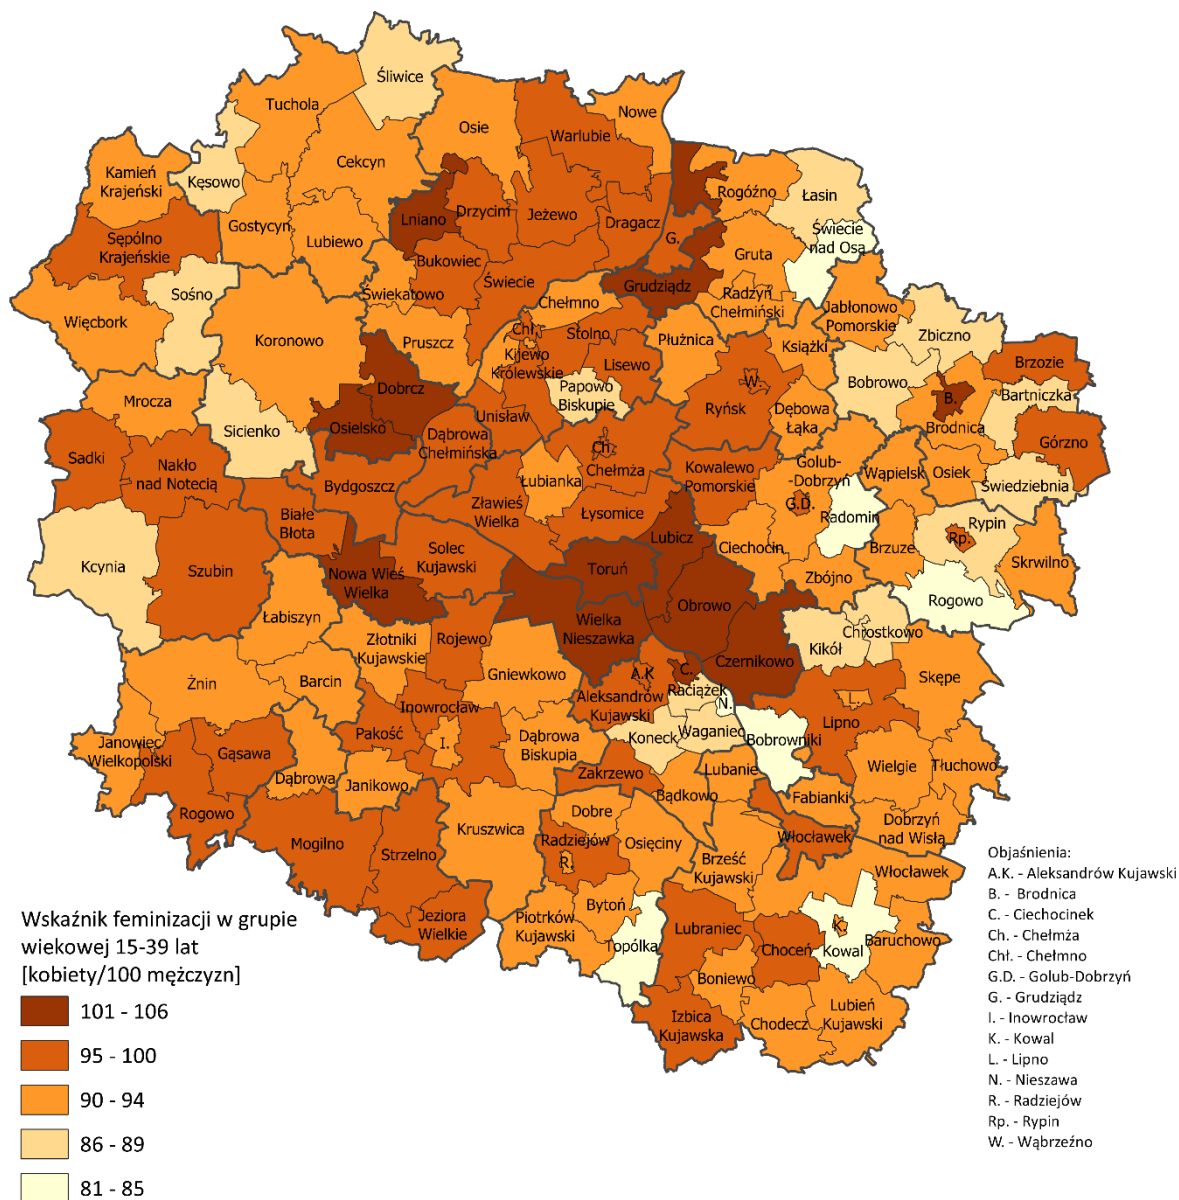 Śliwice
Tuchola
Nowe
Osie
Warlubie
Cekcyn
Kamień
Krajeński
Kęsowo
Rogóźno
Łasin
Lniano
Drzycim
Jeżewo
Dragacz
Gostycyn
Lubiewo
Świecie
nad Osą
Sępólno
Krajeńskie
G.
Gruta
Bukowiec
Świecie
Grudziądz
Sośno
Świekatowo
Chełmno
Radzyń
Chełmiński
Jabłonowo
Pomorskie
Więcbork
Koronowo
Pruszcz
Chł.
Stolno
Płużnica
Książki
Zbiczno
Kijewo
Królewskie
Lisewo
Brzozie
Dobrcz
Papowo
Biskupie
W.
Bobrowo
B.
Bartniczka
Mrocza
Unisław
Ryńsk
Dębowa
Łąka
Brodnica
Sicienko
Osielsko
Dąbrowa
Chełmińska
Ch.
Chełmża
Górzno
Sadki
Nakło
nad Notecią
Bydgoszcz
Łubianka
Kowalewo
Pomorskie
Golub-
-Dobrzyń
Wąpielsk
Osiek
Świedziebnia
Zławieś
Wielka
Łysomice
G.D.
Radomin
Białe
Błota
Lubicz
Rypin
Rp.
Kcynia
Szubin
Solec
Kujawski
Toruń
Ciechocin
Brzuze
Skrwilno
Nowa Wieś
Wielka
Zbójno
Obrowo
Rogowo
Łabiszyn
Wielka
Nieszawka
Złotniki
Kujawskie
Rojewo
Chrostkowo
Kikół
Czernikowo
Żnin
Barcin
Gniewkowo
A.K
C.
Raciążek
Skępe
Aleksandrów
Kujawski
N.
Inowrocław
Lipno
L.
Pakość
I.
Dąbrowa
Biskupia
Koneck
Waganiec
Bobrowniki
Janowiec
Wielkopolski
Gąsawa
Dąbrowa
Janikowo
Zakrzewo
Lubanie
Wielgie
Tłuchowo
Bądkowo
Fabianki
Rogowo
Dobre
Dobrzyń
nad Wisłą
Mogilno
Strzelno
Kruszwica
Radziejów
R.
Osięciny
Włocławek
Brześć
Kujawski
Włocławek
Jeziora
Wielkie
Piotrków
Kujawski
Bytoń
Topólka
Lubraniec
Choceń
K.
Kowal
Baruchowo
Boniewo
Izbica
Kujawska
Chodecz
Lubień
Kujawski
Wskaźnik feminizacji w grupie
wiekowej 15-39 lat
[kobiety/100 mężczyzn]
101 - 106
95 - 100
90 - 94
86 - 89
81 - 85
Objaśnienia:
A.K. - Aleksandrów Kujawski
B. - Brodnica
C. - Ciechocinek
Ch. - Chełmża
Chł. - Chełmno
G.D. - Golub-Dobrzyń
G. - Grudziądz
I. - Inowrocław
K. - Kowal
L. - Lipno
N. - Nieszawa
R. - Radziejów
Rp. - Rypin
W. - Wąbrzeźno